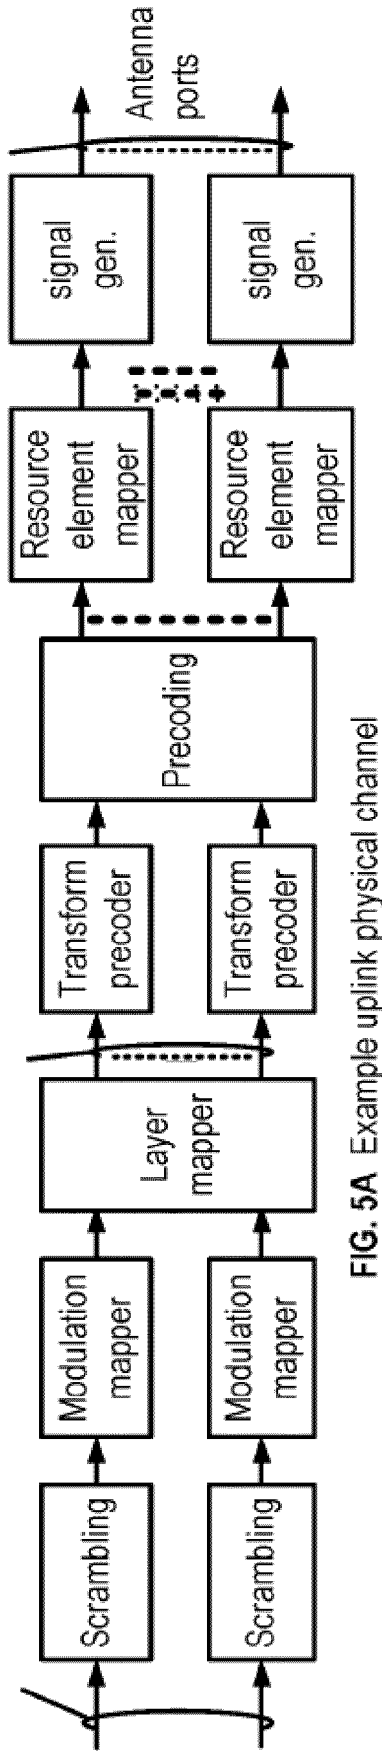 Scrambling
Modulation
mapper
Layer
mapper
Transform
precoder
Precoding
Resource
element
mapper
signal
gen.
Antenna
ports
Scrambling
Modulation
mapper
Transform
precoder
Resource
element
mapper
signal
gen.
FIG. 5A Example uplink physical channel